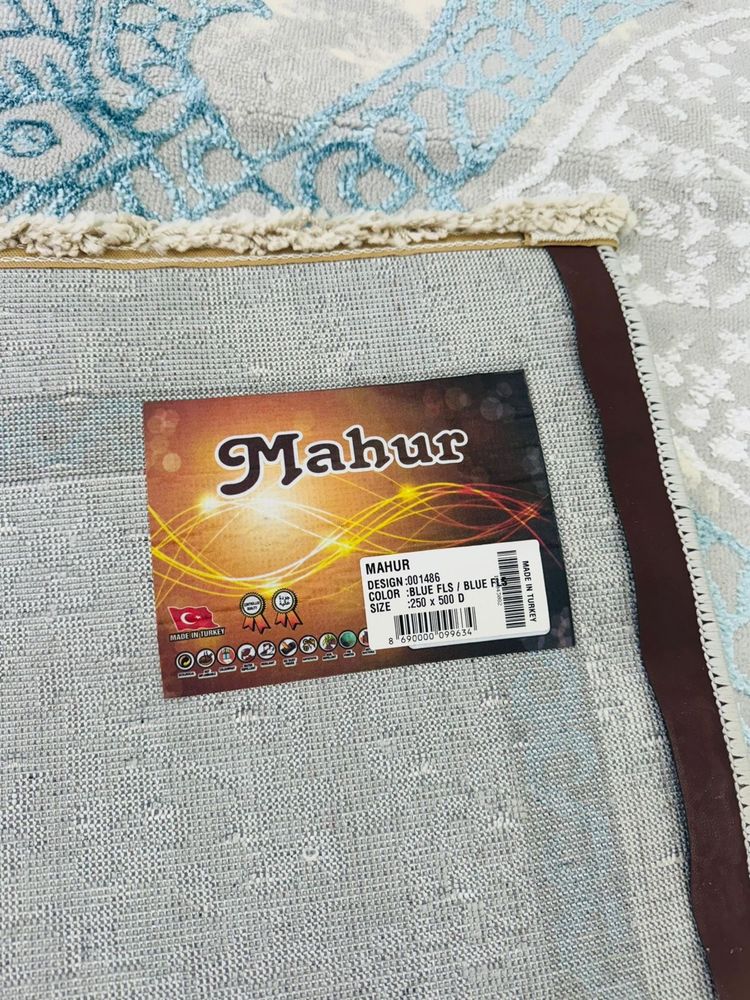 Mahur
MAHUR
DESIGN :001486
COLOR :BLUE FLS / BLUE FLS
SIZE :250 x 500 D
8 690000 099634
MADE IN TURKEY
MADE IN TURKEY